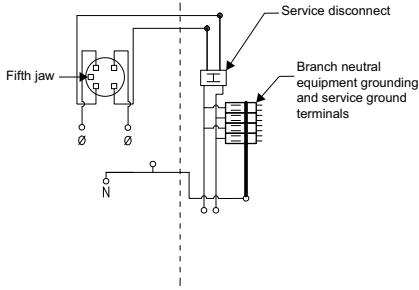 Service disconnect
Fifth jaw
Branch neutral
equipment grounding
and service ground
terminals
Ø
Ø
N